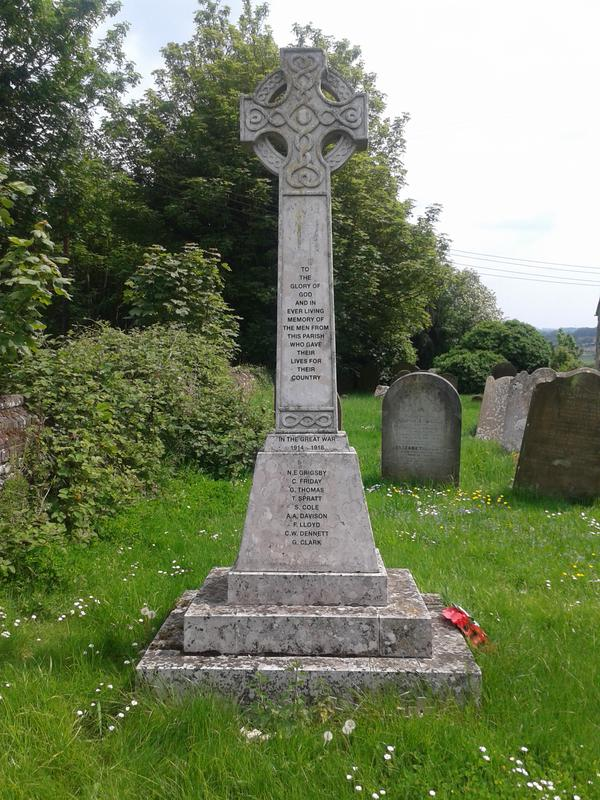 TO
THE
GLORY OF
GOD
AND IN
EVER LIVING
MEMORY OF
THE MEN FROM
THIS PARISH
WHO GAVE
THEIR
LIVES FOR
THEIR
COUNTRY
IN THE GREAT WAR
1914 - 1918
N.E GRIGSBY
C. FRIDAY
G. THOMAS
T. SPRATT
S. COLE
A.A. DAVISON
F. LLOYD
C.W. DENNETT
G. CLARK
ELIZABETH